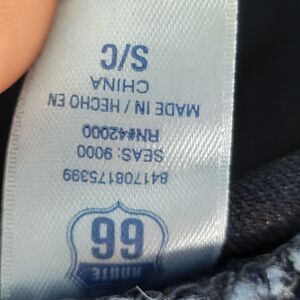 ROUTE
66
841708175399
SEAS: 9000
RN#42000
MADE IN / HECHO EN
CHINA
S/C